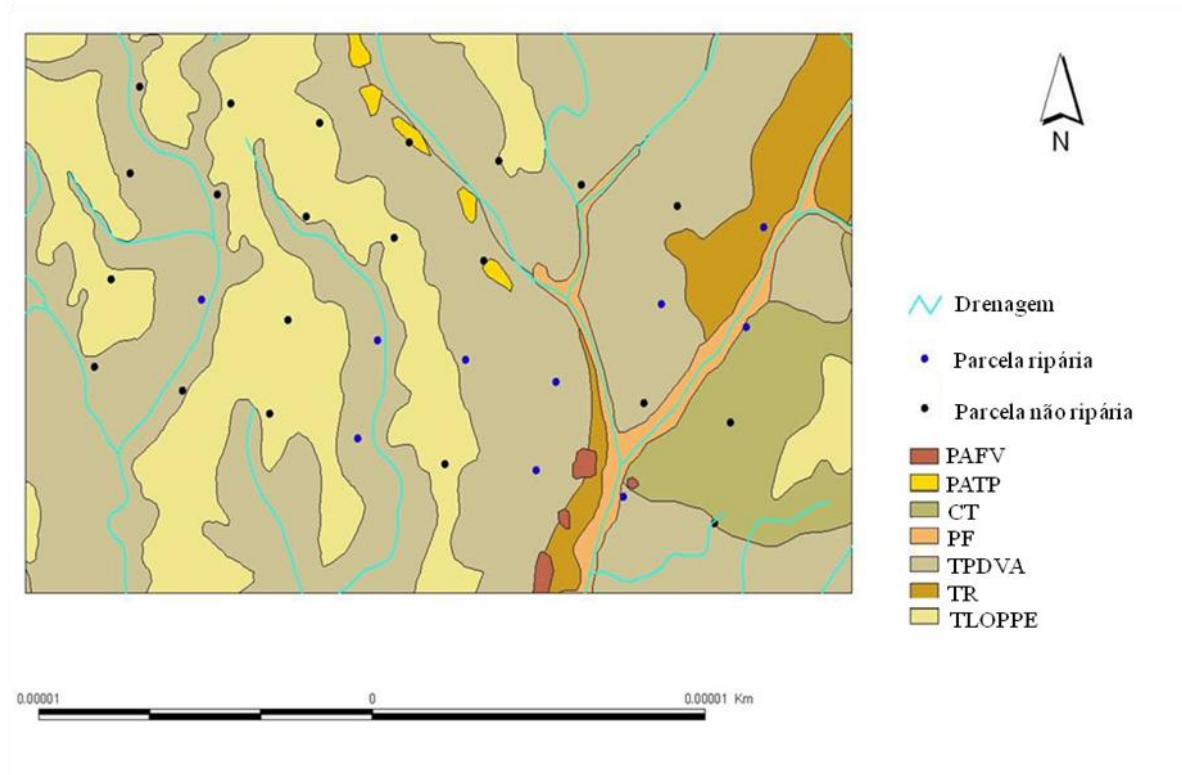 N
Drenagem
Parcela ripária
Parcela não ripária
PAFV
PATP
CT
PF
TPDVA
TR
TLOPPE
0.00001 0 0.00001 Km